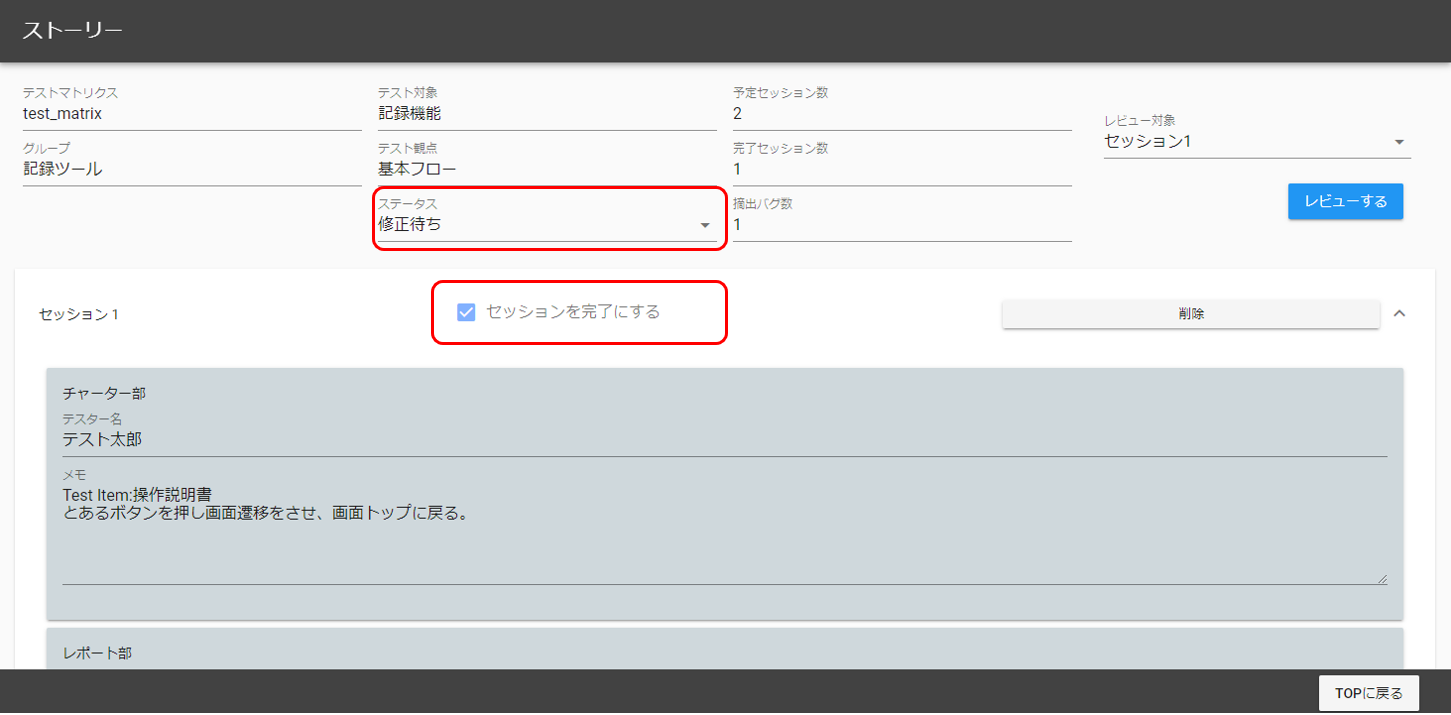 ストーリー
テストマトリクス
test_matrix
テスト対象
記録機能
予定セッション数
2
レビュー対象
セッション1
グループ
記録ツール
テスト観点
基本フロー
完了セッション数
1
ステータス
修正待ち
摘出バグ数
1
レビューする
セッション 1
セッションを完了にする
削除
チャーター部
テスター名
テスト太郎
メモ
Test Item:操作説明書
とあるボタンを押し画面遷移をさせ、画面トップに戻る。
レポート部
TOPに戻る